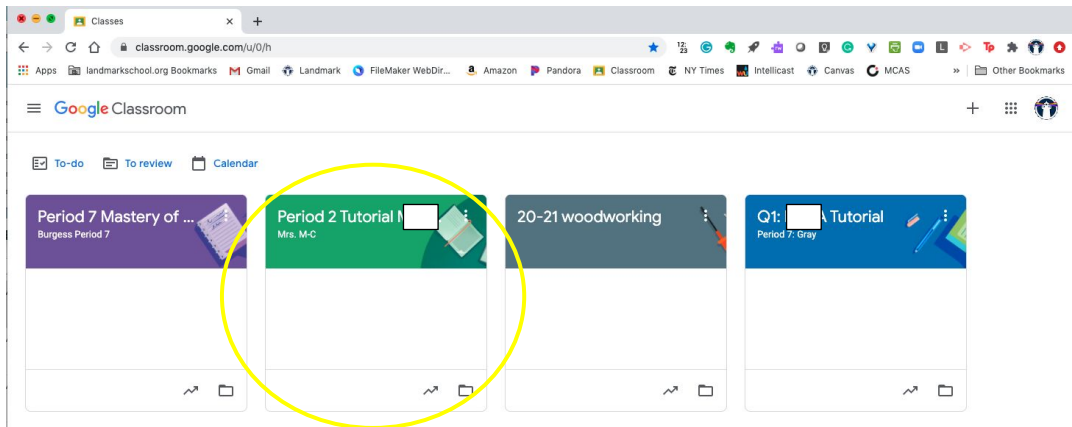 Classes
classroom.google.com/u/0/h
12: 23
Apps landmarkschool.org Bookmarks Gmail Landmark FileMaker WebDir... Amazon Pandora Classroom NY Times Intellicast Canvas MCAS » Other Bookmarks
Google Classroom
To-do To review Calendar
Period 7 Mastery of ...
Burgess Period 7
Period 2 Tutorial
Mrs. M-C
20-21 woodworking
Q1: A Tutorial
Period 7: Gray